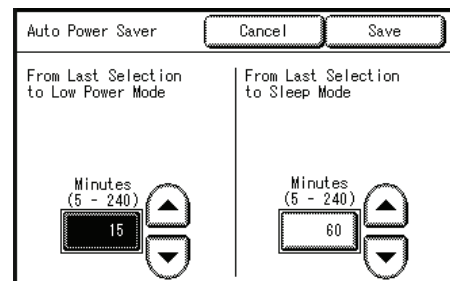 Auto Power Saver
Cancel
Save
From Last Selection
to Low Power Mode
From Last Selection
to Sleep Mode
Minutes
(5 - 240)
15
Minutes
(5 - 240)
60